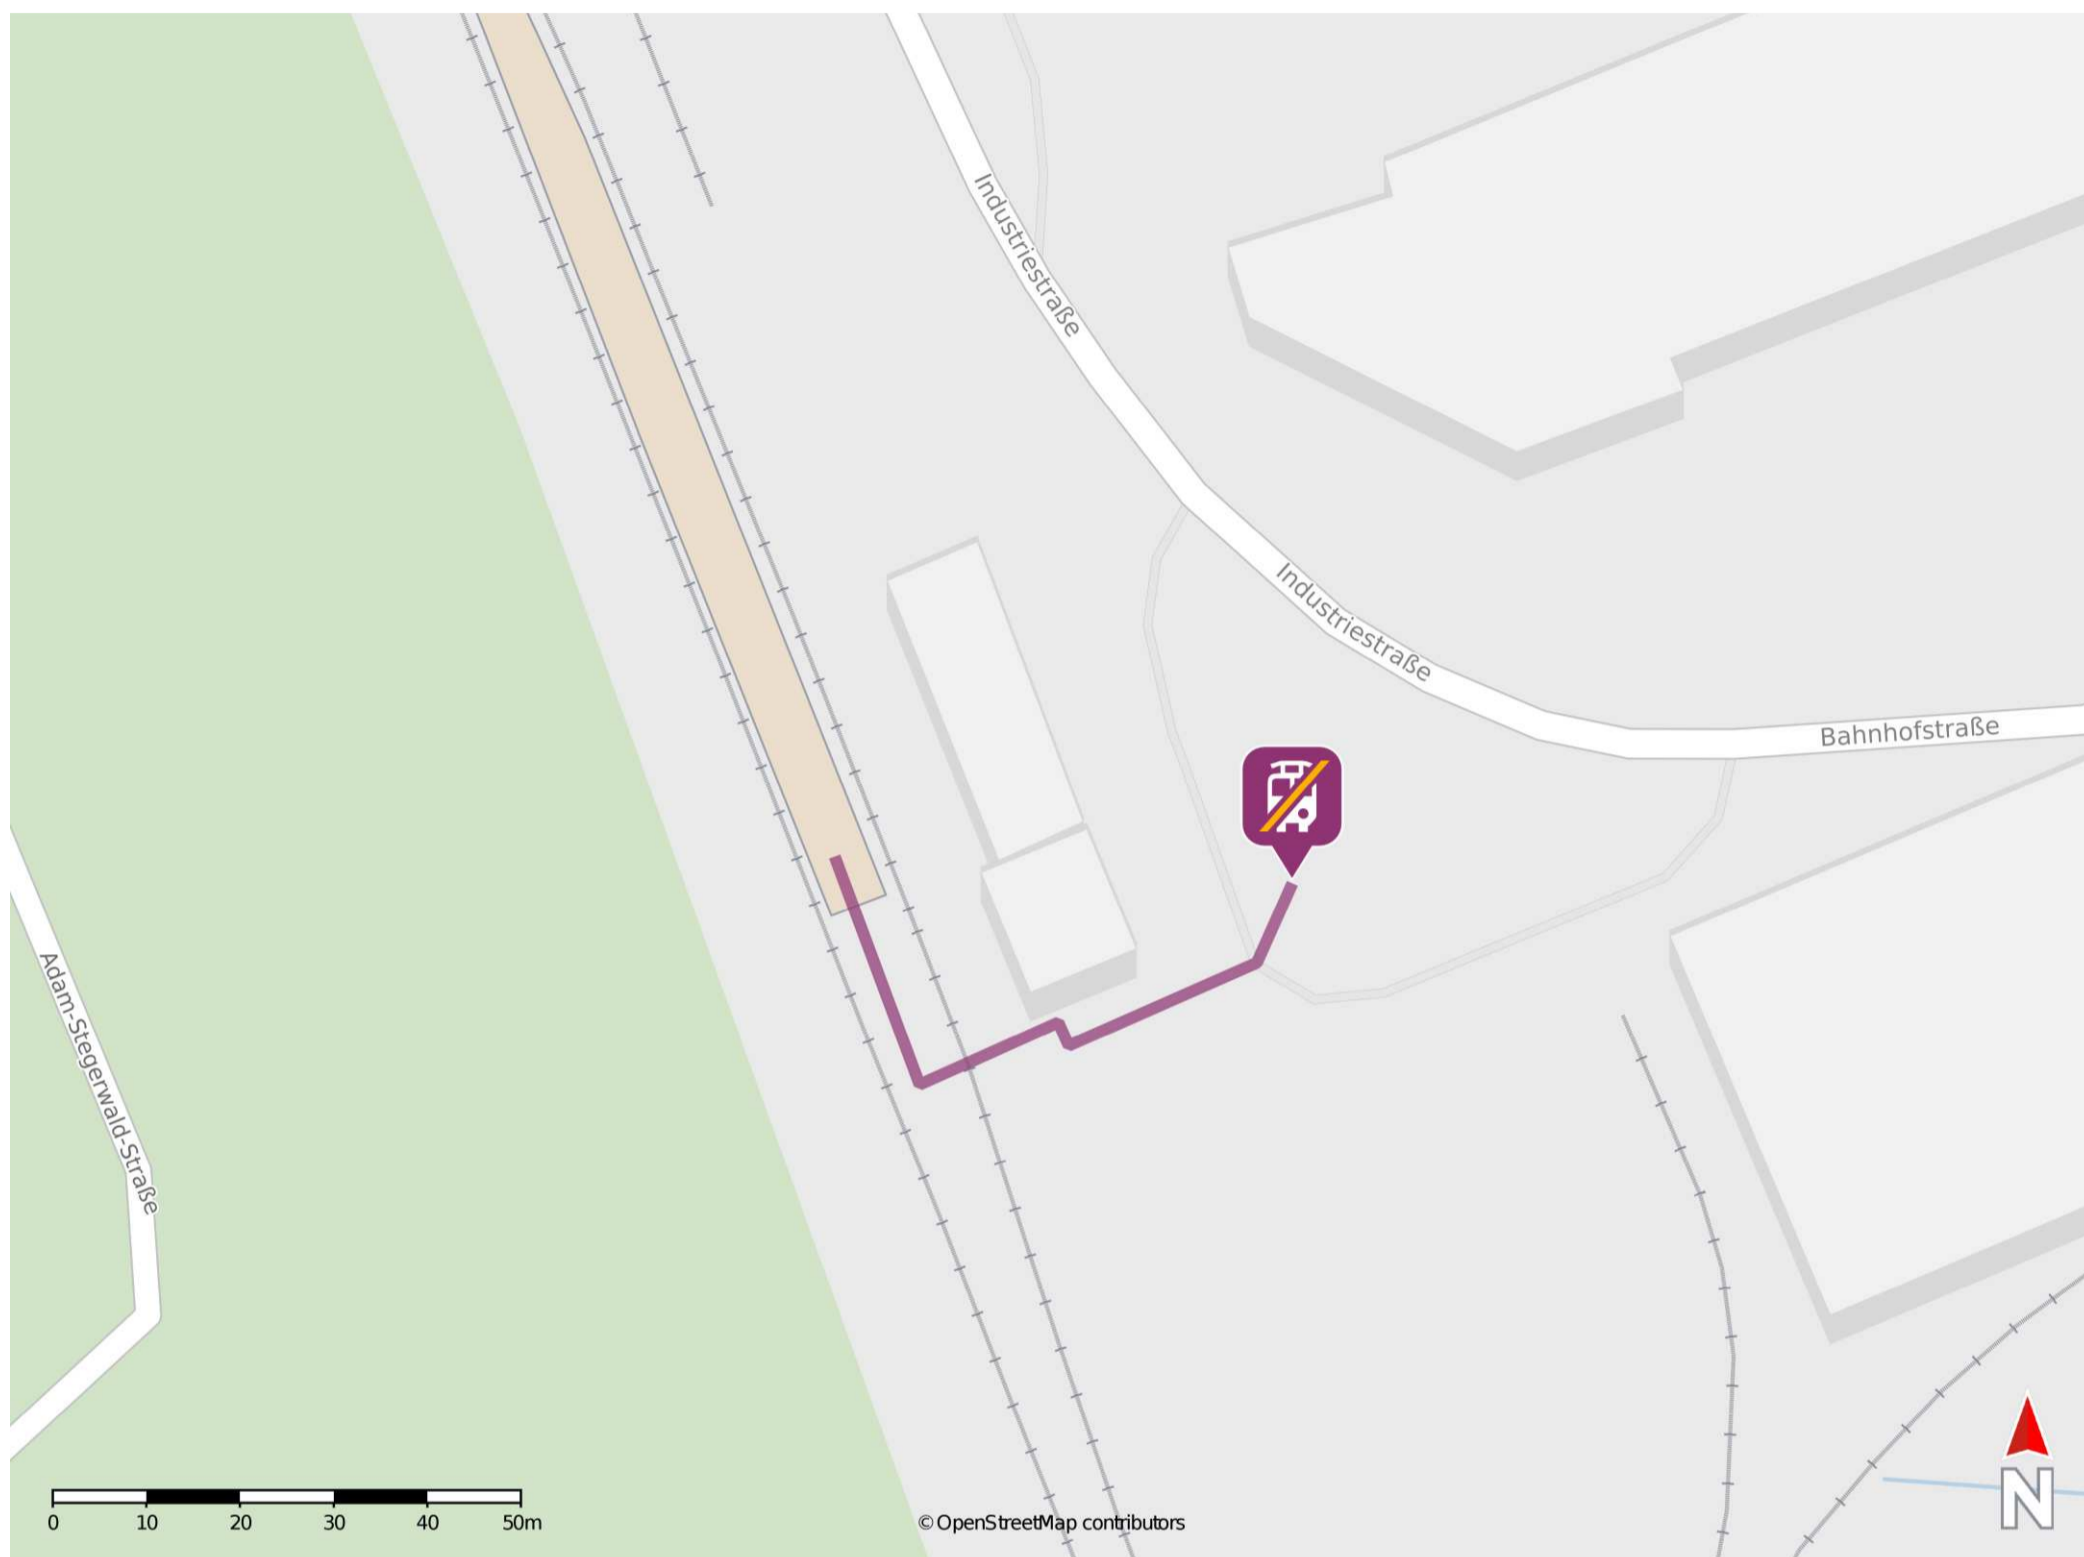 Industriestraße
Industriestraße
Bahnhofstraße
Adam-Stegerwald-Straße
0 10 20 30 40 50m
© OpenStreetMap contributors
N